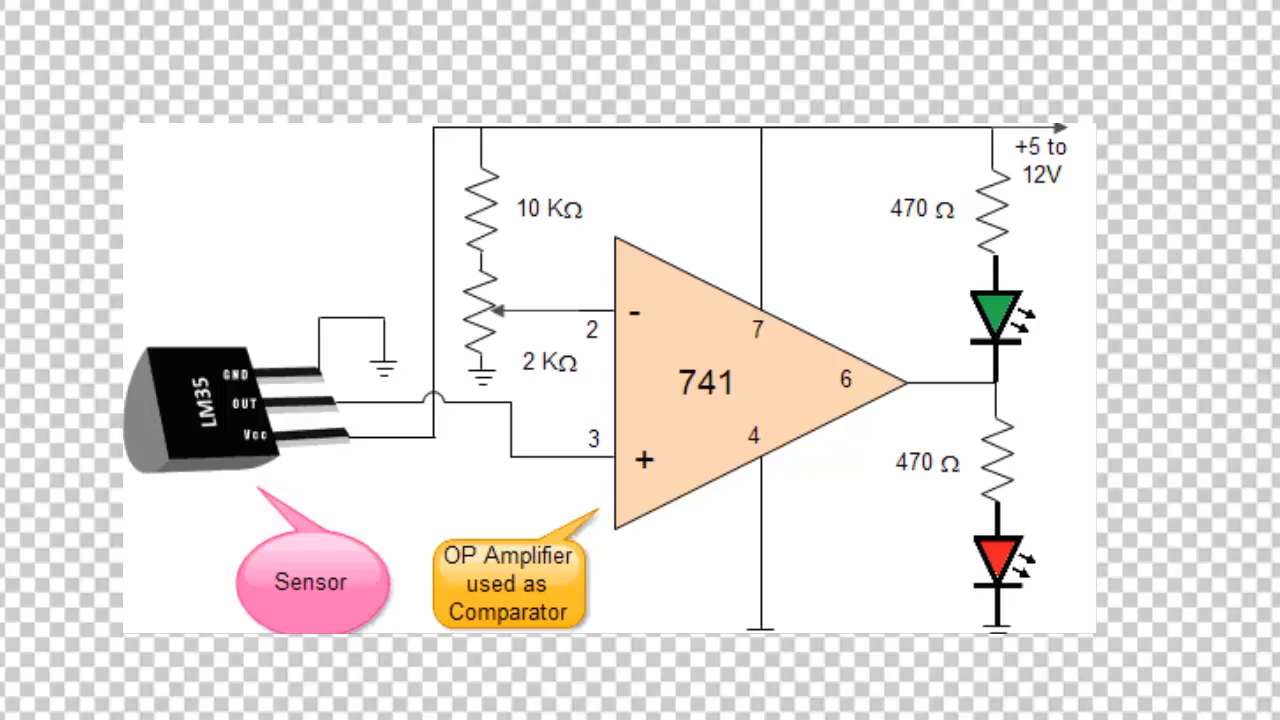 +5 to
12V
10 KΩ
470 Ω
-
2
7
2 KΩ
741
6
GND
LM35
OUT
Vcc
3
4
+
470 Ω
OP Amplifier
used as
Comparator
Sensor